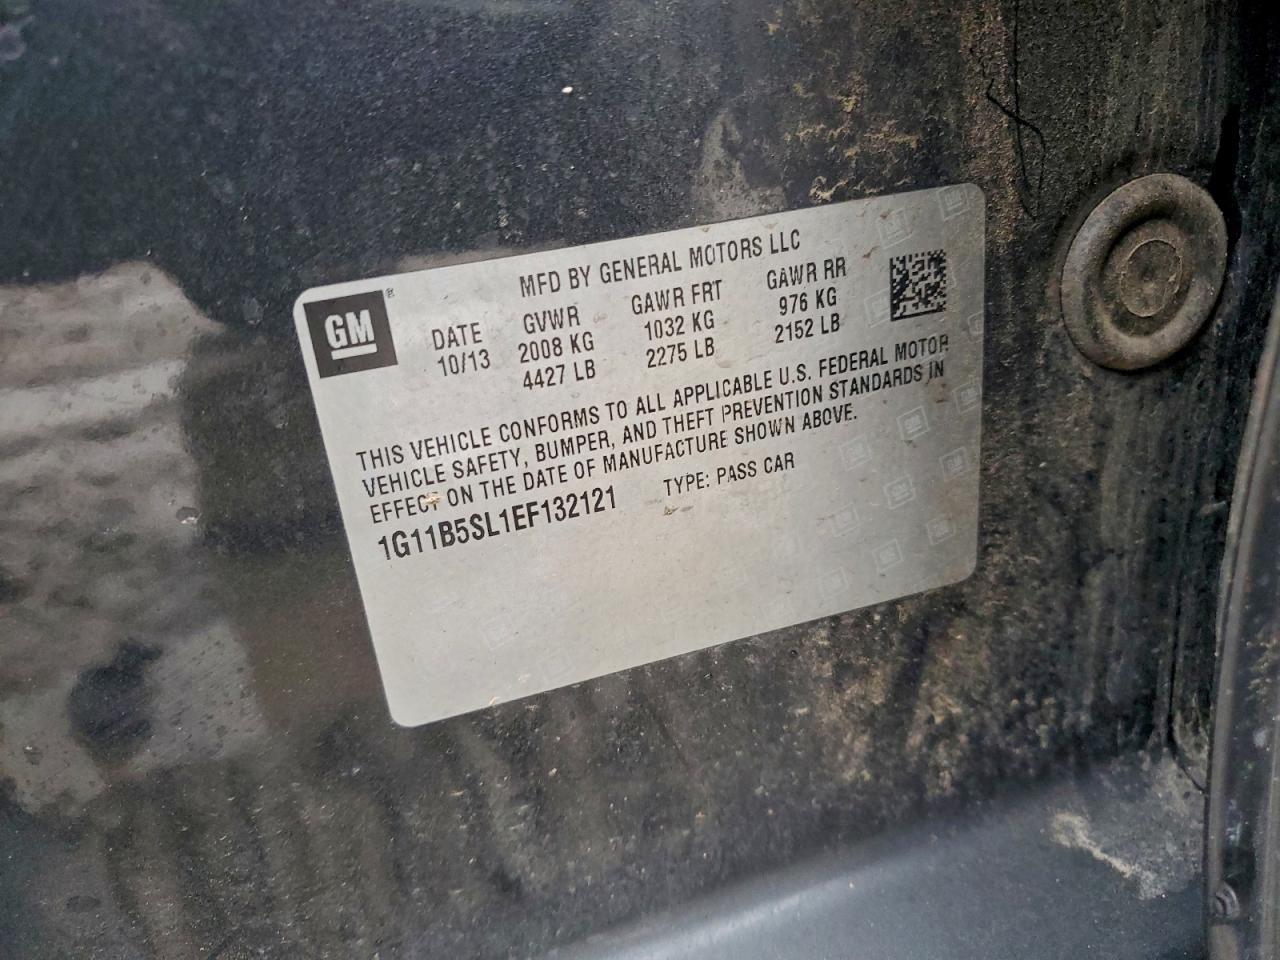 GM®
MFD BY GENERAL MOTORS LLC
DATE GVWR GAWR FRT GAWR RR
10/13 2008 KG 1032 KG 976 KG
4427 LB 2275 LB 2152 LB
THIS VEHICLE CONFORMS TO ALL APPLICABLE U.S. FEDERAL MOTOR
VEHICLE SAFETY, BUMPER, AND THEFT PREVENTION STANDARDS IN
EFFECT ON THE DATE OF MANUFACTURE SHOWN ABOVE.
1G11B5SL1EF132121 TYPE: PASS CAR